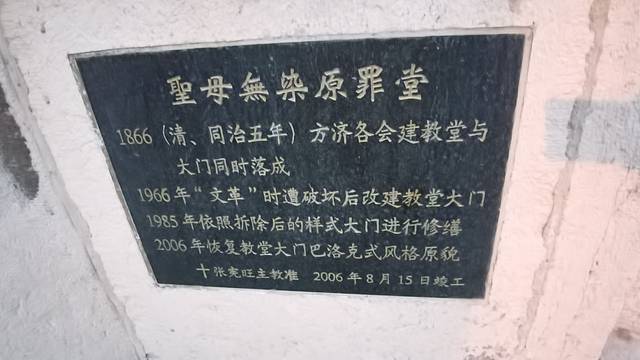 聖母無染原罪堂
1866（清、同治五年）方济各会建教堂与
大门同时落成
1966年“文革”时遭破坏后改建教堂大门
1985年依照拆除后的样式大门进行修缮
2006年恢复教堂大门巴洛克式风格原貌
十张宪旺主教准 2006年8月15日竣工